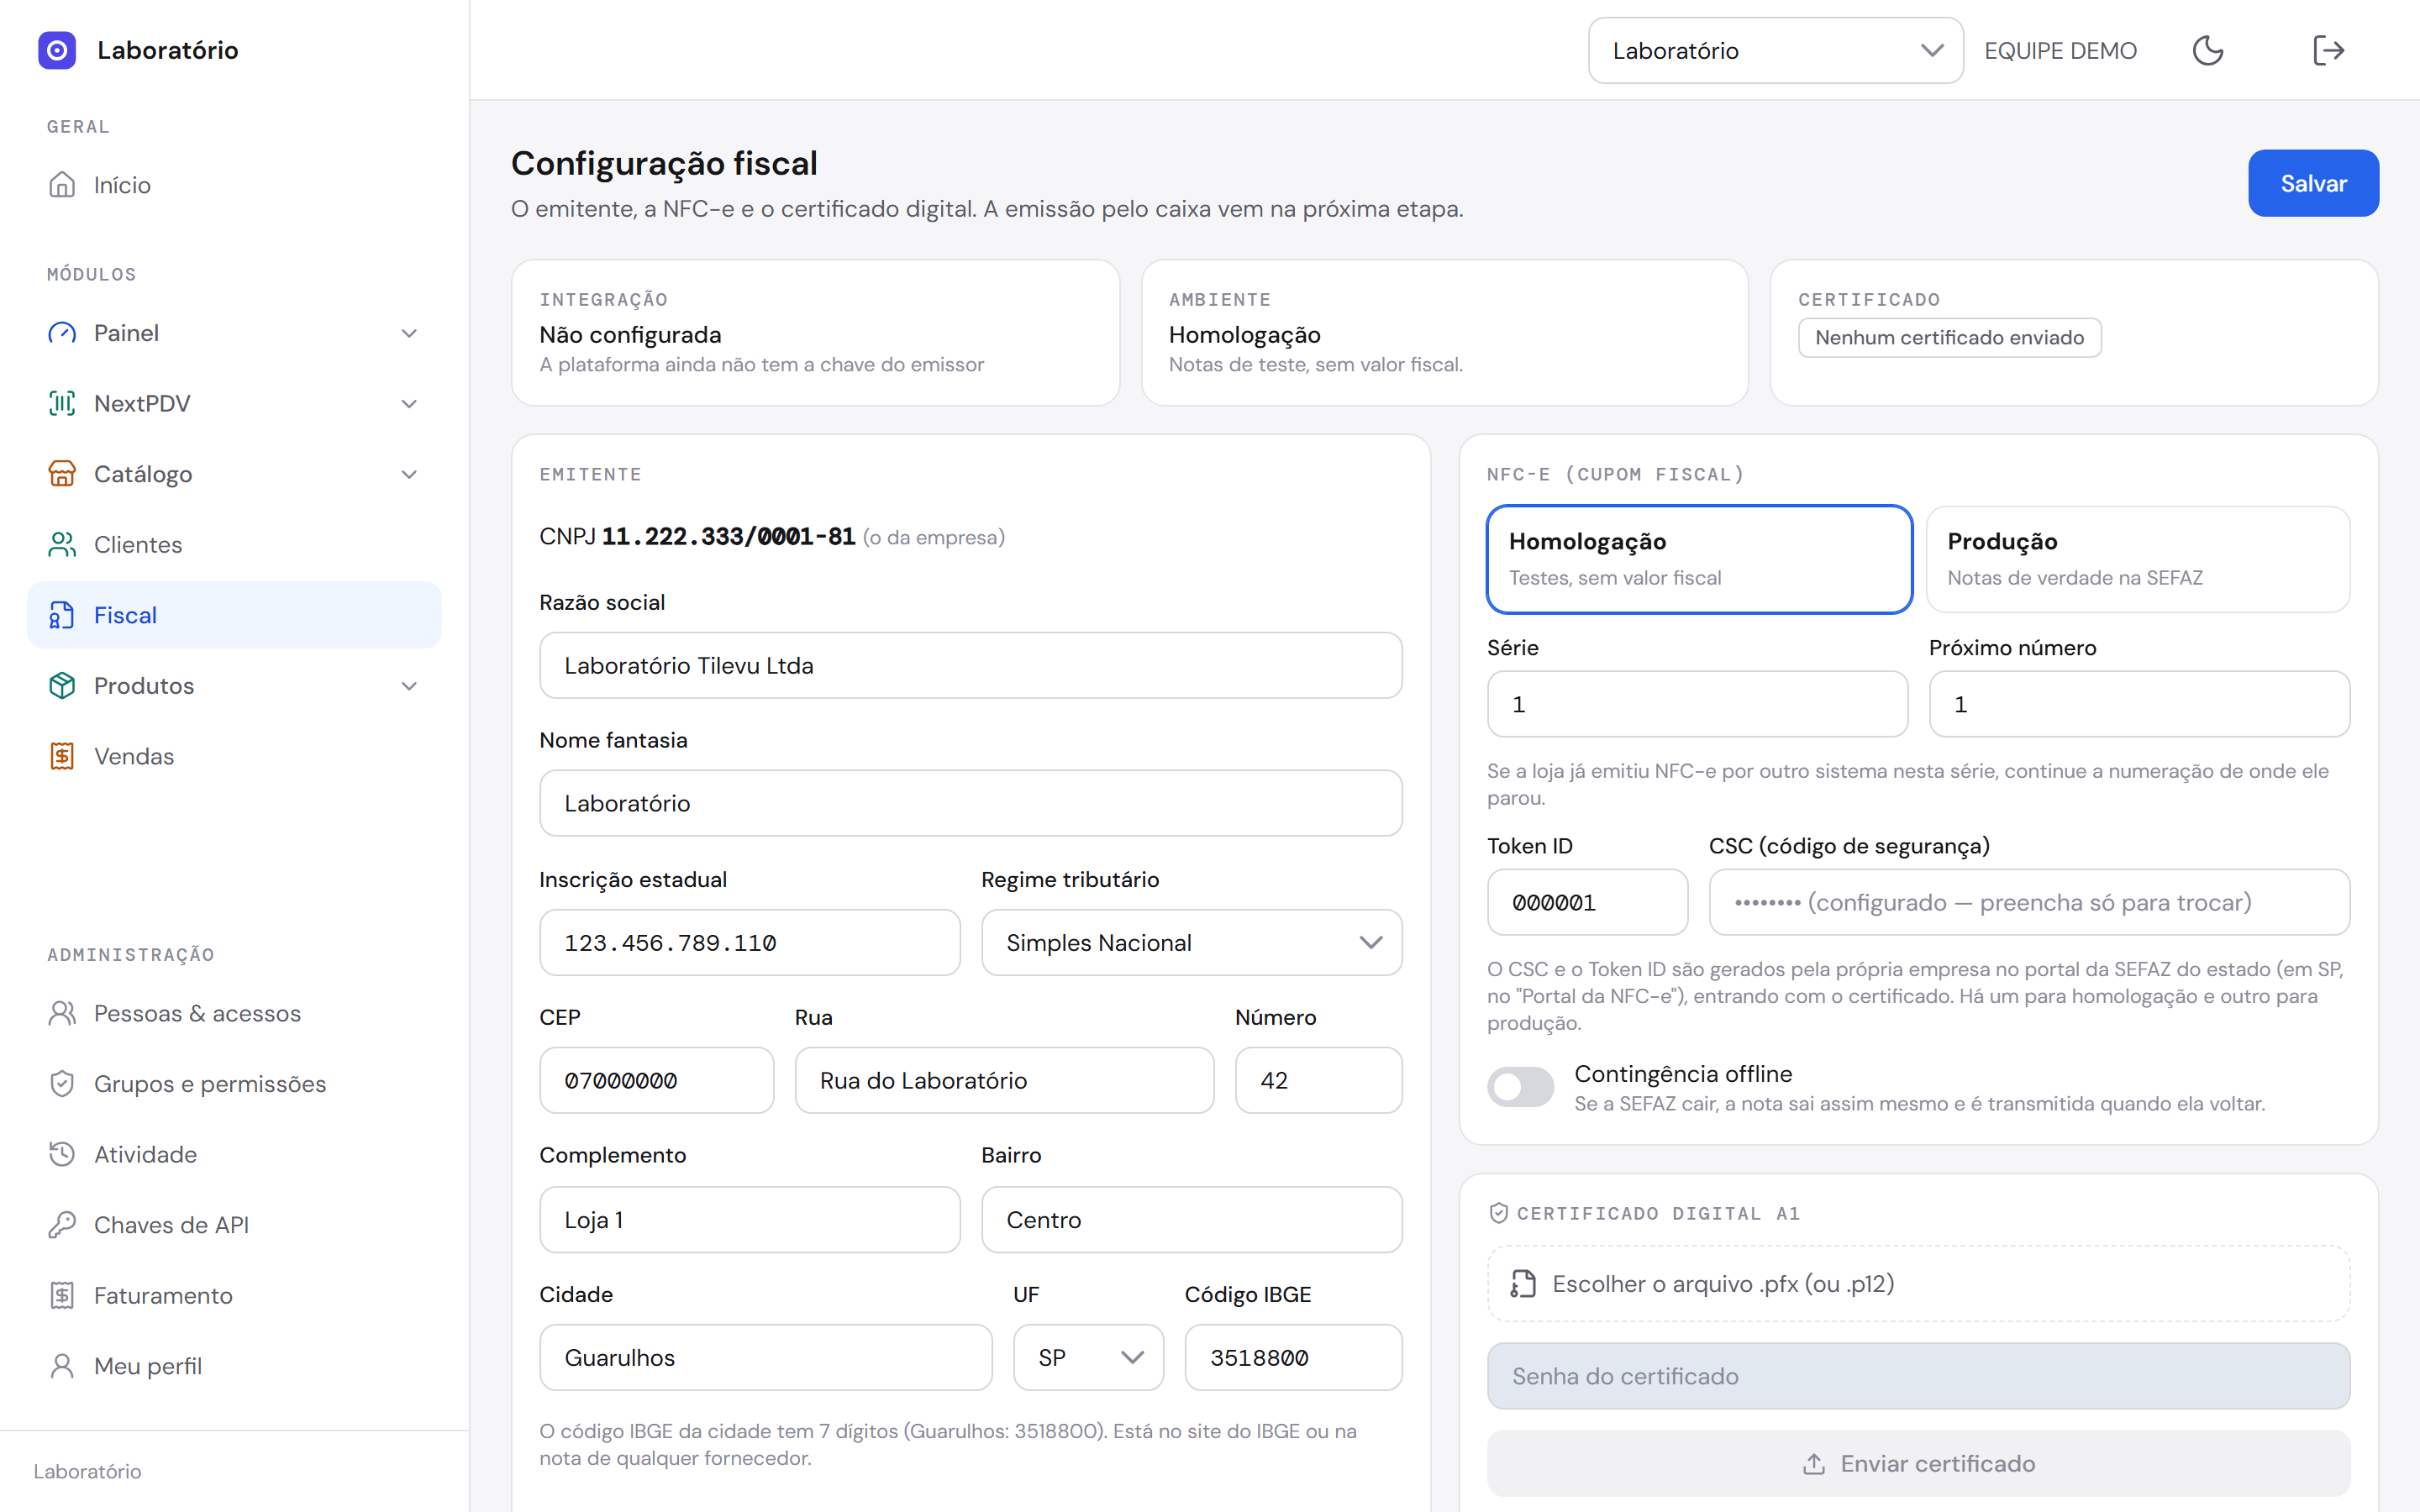 Laboratório
GERAL
Início
MÓDULOS
Painel
NextPDV
Catálogo
Clientes
Fiscal
Produtos
Vendas
ADMINISTRAÇÃO
Pessoas & acessos
Grupos e permissões
Atividade
Chaves de API
Faturamento
Meu perfil
Laboratório
Laboratório
EQUIPE DEMO
Configuração fiscal
O emitente, a NFC-e e o certificado digital. A emissão pelo caixa vem na próxima etapa.
Salvar
INTEGRAÇÃO
Não configurada
A plataforma ainda não tem a chave do emissor
AMBIENTE
Homologação
Notas de teste, sem valor fiscal.
CERTIFICADO
Nenhum certificado enviado
EMITENTE
CNPJ 11.222.333/0001-81 (o da empresa)
Razão social
Laboratório Tilevu Ltda
Nome fantasia
Laboratório
Inscrição estadual
Regime tributário
123.456.789.110
Simples Nacional
CEP
Rua
Número
07000000
Rua do Laboratório
42
Complemento
Bairro
Loja 1
Centro
Cidade
UF
Código IBGE
Guarulhos
SP
3518800
O código IBGE da cidade tem 7 dígitos (Guarulhos: 3518800). Está no site do IBGE ou na
nota de qualquer fornecedor.
NFC-E (CUPOM FISCAL)
Homologação
Testes, sem valor fiscal
Produção
Notas de verdade na SEFAZ
Série
Próximo número
1
1
Se a loja já emitiu NFC-e por outro sistema nesta série, continue a numeração de onde ele
parou.
Token ID
CSC (código de segurança)
000001
•••••••• (configurado — preencha só para trocar)
O CSC e o Token ID são gerados pela própria empresa no portal da SEFAZ do estado (em SP,
no "Portal da NFC-e"), entrando com o certificado. Há um para homologação e outro para
produção.
Contingência offline
Se a SEFAZ cair, a nota sai assim mesmo e é transmitida quando ela voltar.
CERTIFICADO DIGITAL A1
Escolher o arquivo .pfx (ou .p12)
Senha do certificado
Enviar certificado